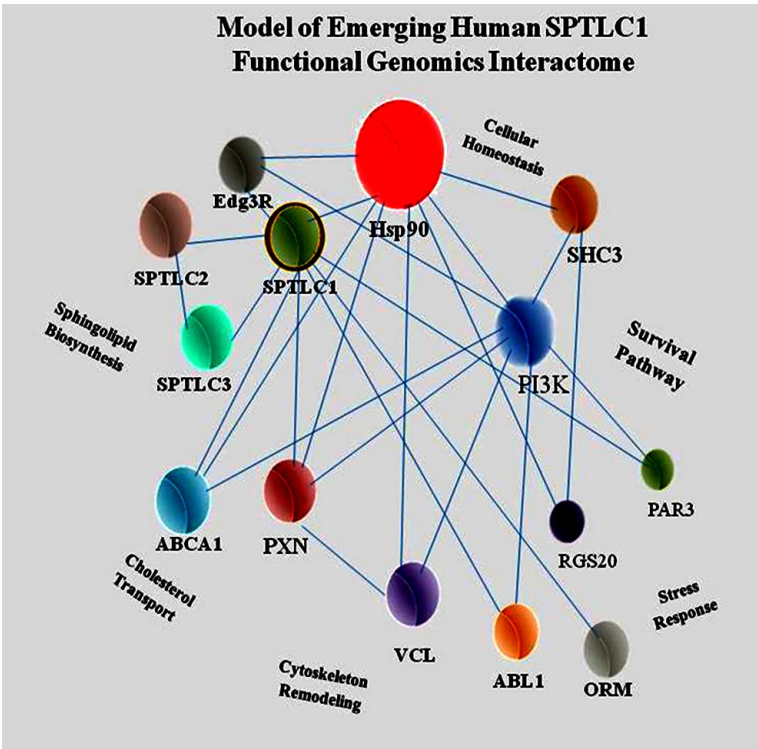 Model of Emerging Human SPTLC1
Functional Genomics Interactome
Cellular
Homeostasis
Edg3R
Hsp90
SHC3
SPTLC2
SPTLC1
Sphingolipid
Biosynthesis
SPTLC3
PI3K
Survival
Pathway
PAR3
ABCA1
PXN
RGS20
Cholesterol
Transport
Stress
Response
VCL
Cytoskeleton
Remodeling
ABL1
ORM